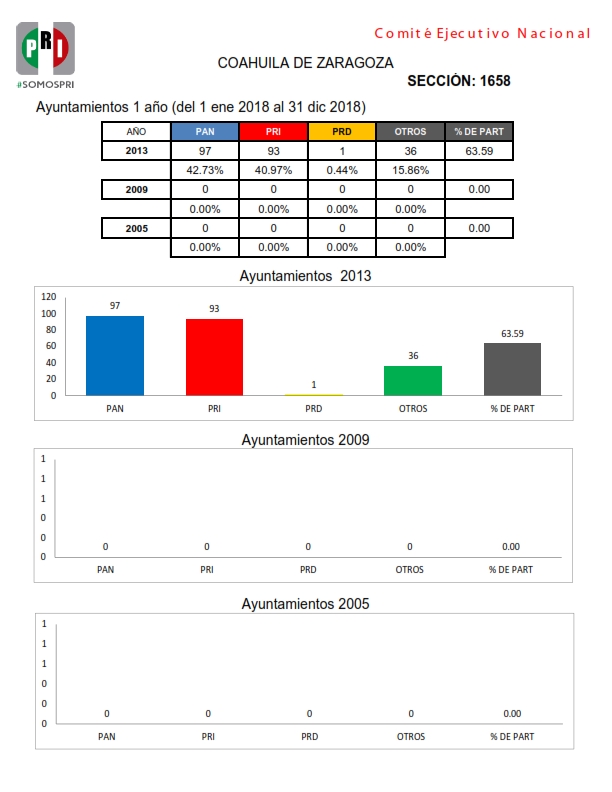 PRI
#SOMOSPRI
Comité Ejecutivo Nacional
COAHUILA DE ZARAGOZA
SECCIÓN: 1658
Ayuntamientos 1 año (del 1 ene 2018 al 31 dic 2018)
AÑO PAN PRI PRD OTROS % DE PART
2013 97 93 1 36 63.59
42.73% 40.97% 0.44% 15.86%
2009 0 0 0 0 0.00
0.00% 0.00% 0.00% 0.00%
2005 0 0 0 0 0.00
0.00% 0.00% 0.00% 0.00%
Ayuntamientos 2013
120
100
80
60
40
20
0
97 93 1 36 63.59
PAN PRI PRD OTROS % DE PART
Ayuntamientos 2009
1
1
1
0
0
0
0 0 0 0 0.00
PAN PRI PRD OTROS % DE PART
Ayuntamientos 2005
1
1
1
0
0
0
0 0 0 0 0.00
PAN PRI PRD OTROS % DE PART